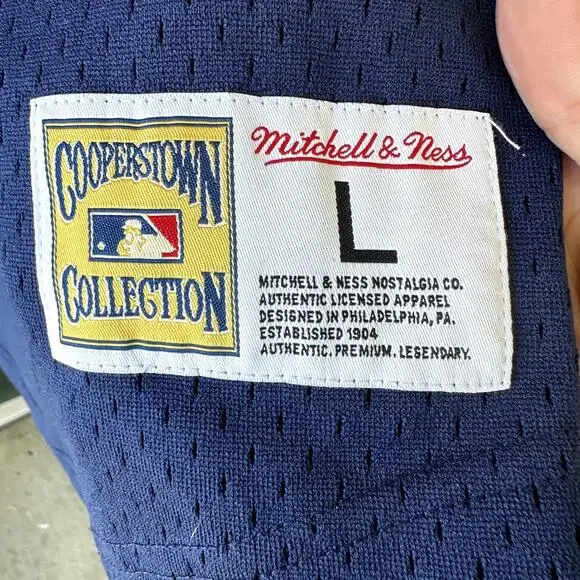 COOPERSTOWN
COLLECTION
Mitchell & Ness
L
MITCHELL & NESS NOSTALGIA CO.
AUTHENTIC LICENSED APPAREL
DESIGNED IN PHILADELPHIA, PA.
ESTABLISHED 1904
AUTHENTIC. PREMIUM. LEGENDARY.